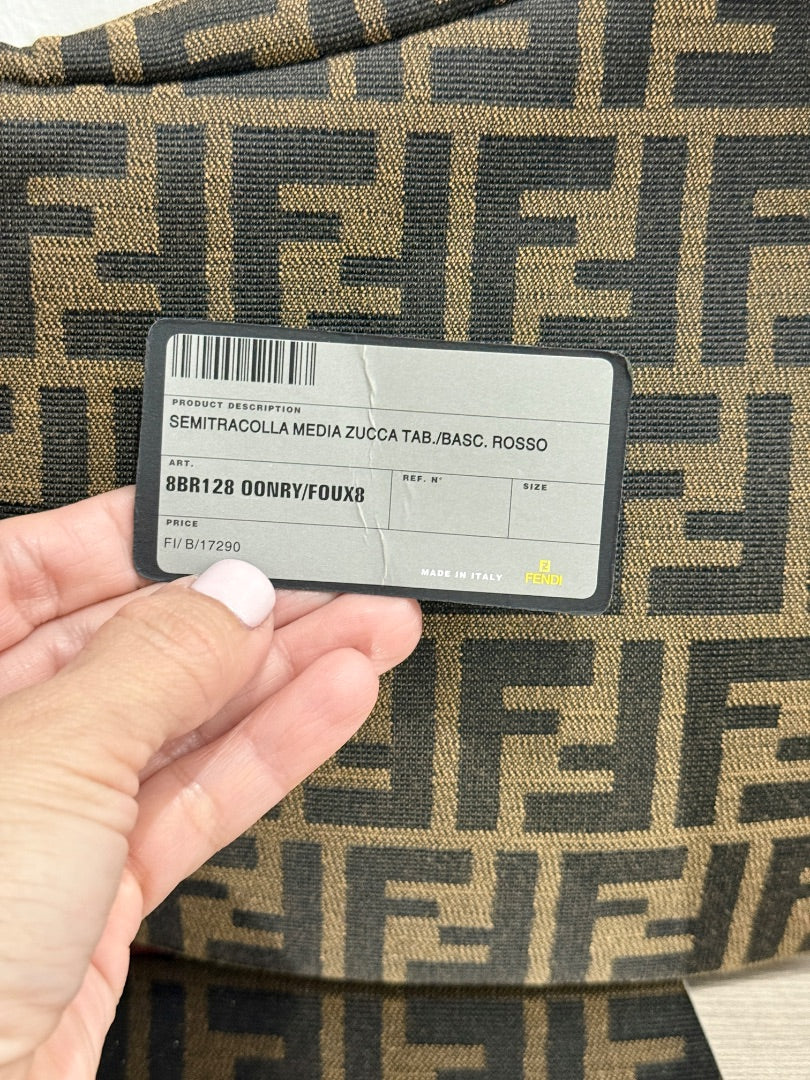 PRODUCT DESCRIPTION
SEMITRACOLLA MEDIA ZUCCA TAB./BASC. ROSSO
ART.
REF. N°
SIZE
8BR128 00NRY/F0UX8
PRICE
FI/ B/17290
MADE IN ITALY
FENDI